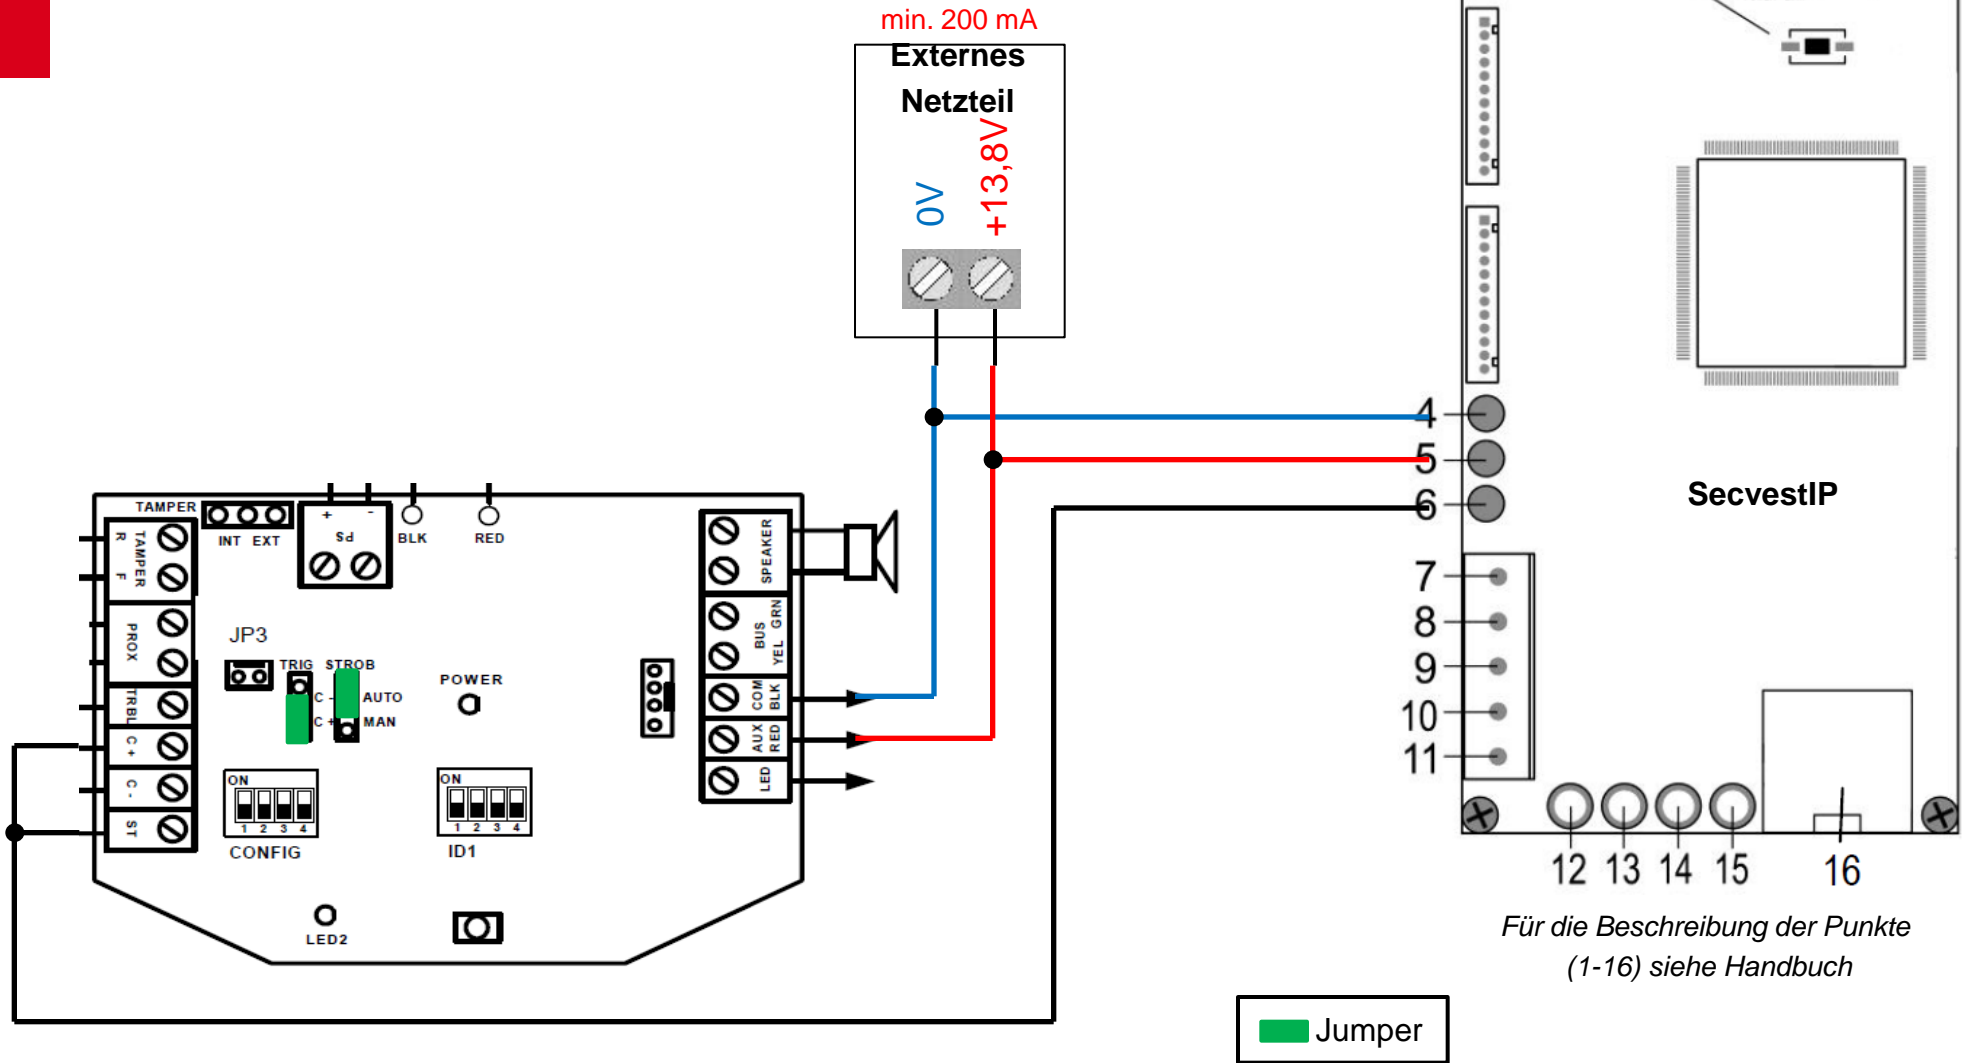 min. 200 mA
Externes
Netzteil
0V
+13,8V
4
5
6
SecvestIP
7
8
9
10
11
12 13 14 15 16
Für die Beschreibung der Punkte
(1-16) siehe Handbuch
Jumper
TAMPER
INT EXT
+ -
PS
BLK
RED
R
F
TAMPER
PROX
TRBL
C +
C -
ST
JP3
TRIG STROB
C - AUTO
C + MAN
POWER
ON
1 2 3 4
CONFIG
ON
1 2 3 4
ID1
LED2
SPEAKER
BUS
YEL GRN
COM
BLK
AUX
RED
LED